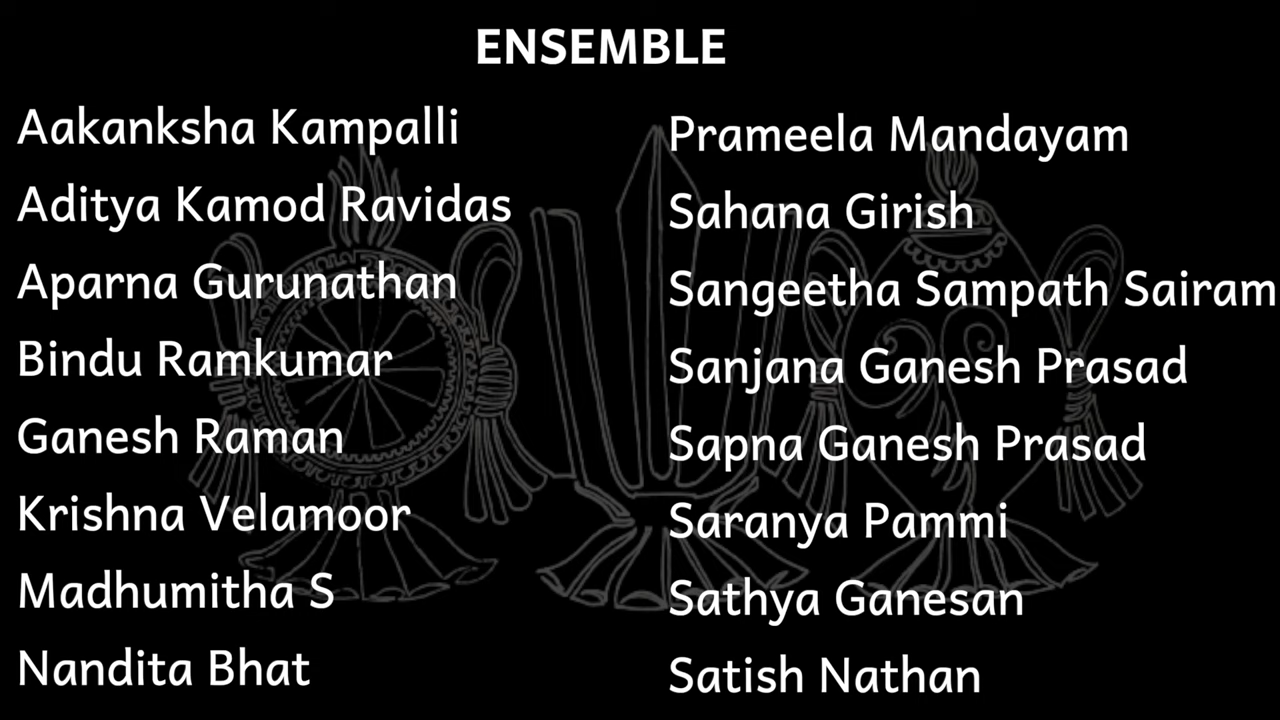 ENSEMBLE
Aakanksha Kampalli
Aditya Kamod Ravidas
Aparna Gurunathan
Bindu Ramkumar
Ganesh Raman
Krishna Velamoor
Madhumitha S
Nandita Bhat
Prameela Mandayam
Sahana Girish
Sangeetha Sampath Sairam
Sanjana Ganesh Prasad
Sapna Ganesh Prasad
Saranya Pammi
Sathya Ganesan
Satish Nathan